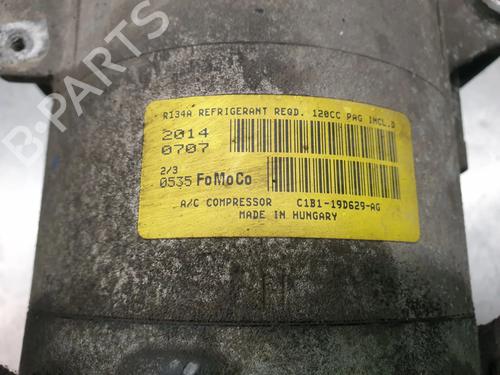 B-PARTS
R134A REFRIGERANT REQD. 120CC PAG INCL.D
2014
0707
2/3
0535 FoMoCo
A/C COMPRESSOR C1B1-19D629-AG
MADE IN HUNGARY